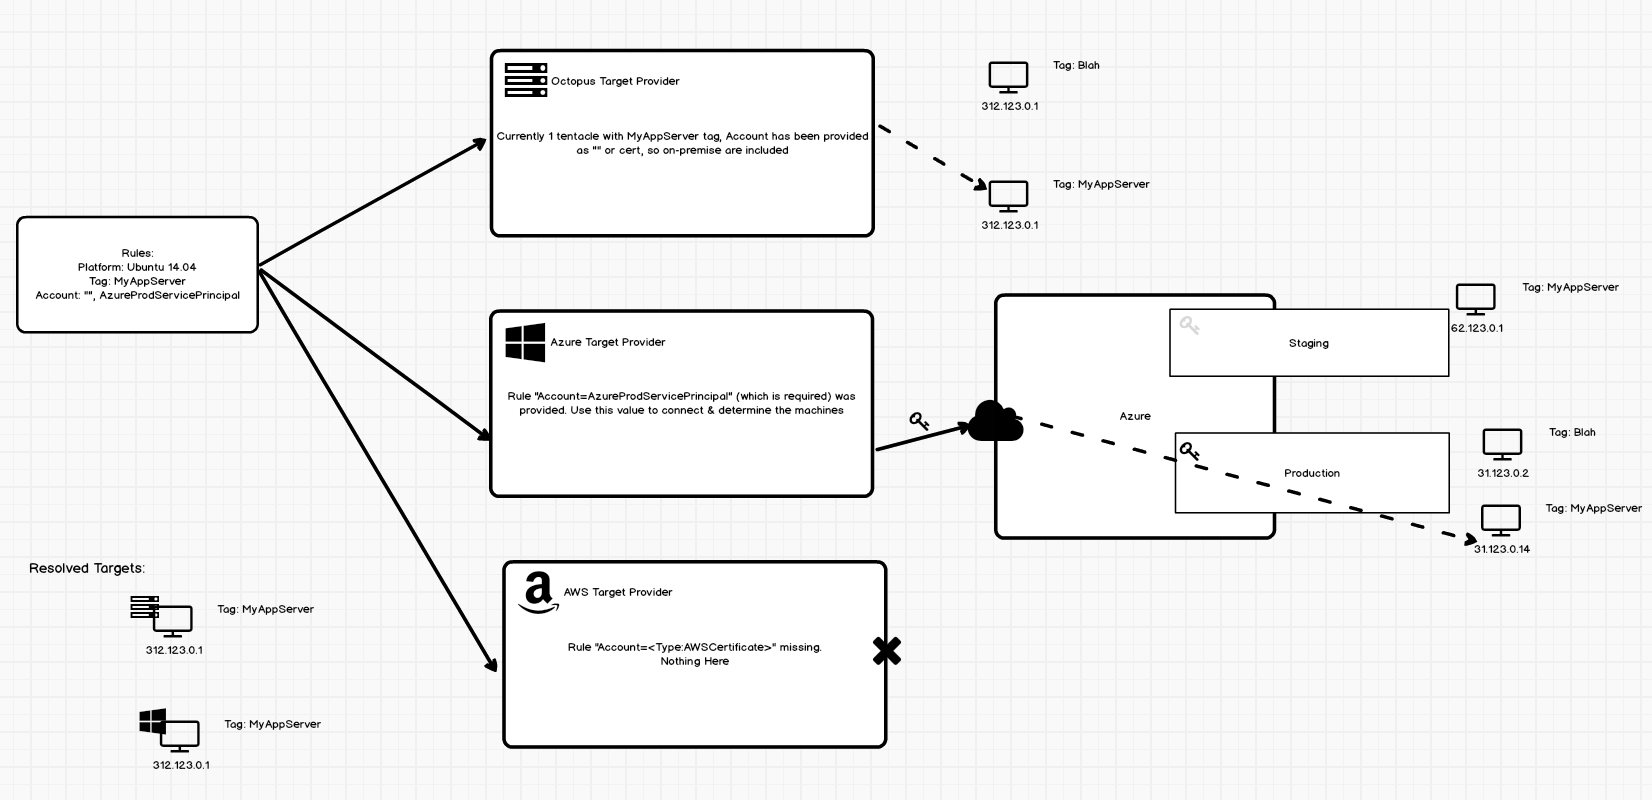 Octopus Target Provider
Currently 1 tentacle with MyAppServer tag, Account has been provided
as "" or cert, so on-premise are included
Tag: Blah
312.123.0.1
Tag: MyAppServer
312.123.0.1
Rules:
Platform: Ubuntu 14.04
Tag: MyAppServer
Account: "", AzureProdServicePrincipal
Azure Target Provider
Rule "Account=AzureProdServicePrincipal" (which is required) was
provided. Use this value to connect & determine the machines
Azure
Staging
Tag: MyAppServer
62.123.0.1
Production
Tag: Blah
31.123.0.2
Tag: MyAppServer
31.123.0.14
a
AWS Target Provider
Rule "Account=<Type:AWSCertificate>" missing.
Nothing Here
Resolved Targets:
Tag: MyAppServer
312.123.0.1
Tag: MyAppServer
312.123.0.1